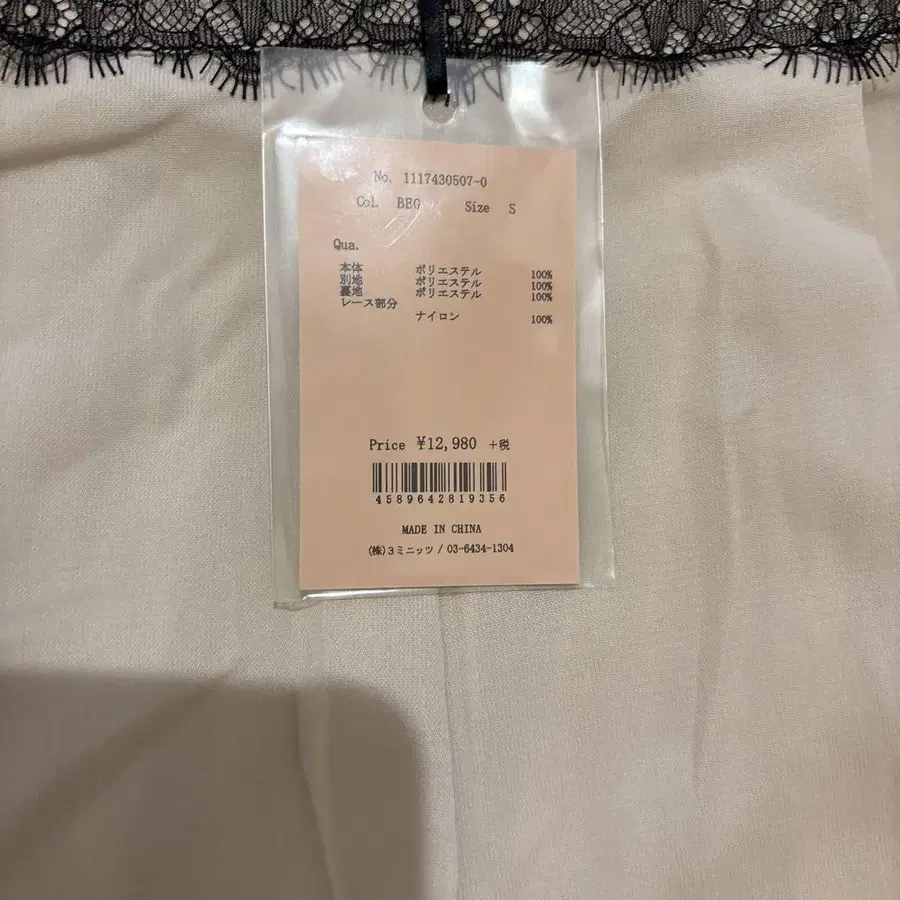 No. 1117430507-0
Col. BEG Size S
Qua.
本体 ポリエステル 100%
別地 ポリエステル 100%
裏地 ポリエステル 100%
レース部分
ナイロン 100%
Price ¥12,980 +税
4589642819356
MADE IN CHINA
(株)3ミニッツ / 03-6434-1304